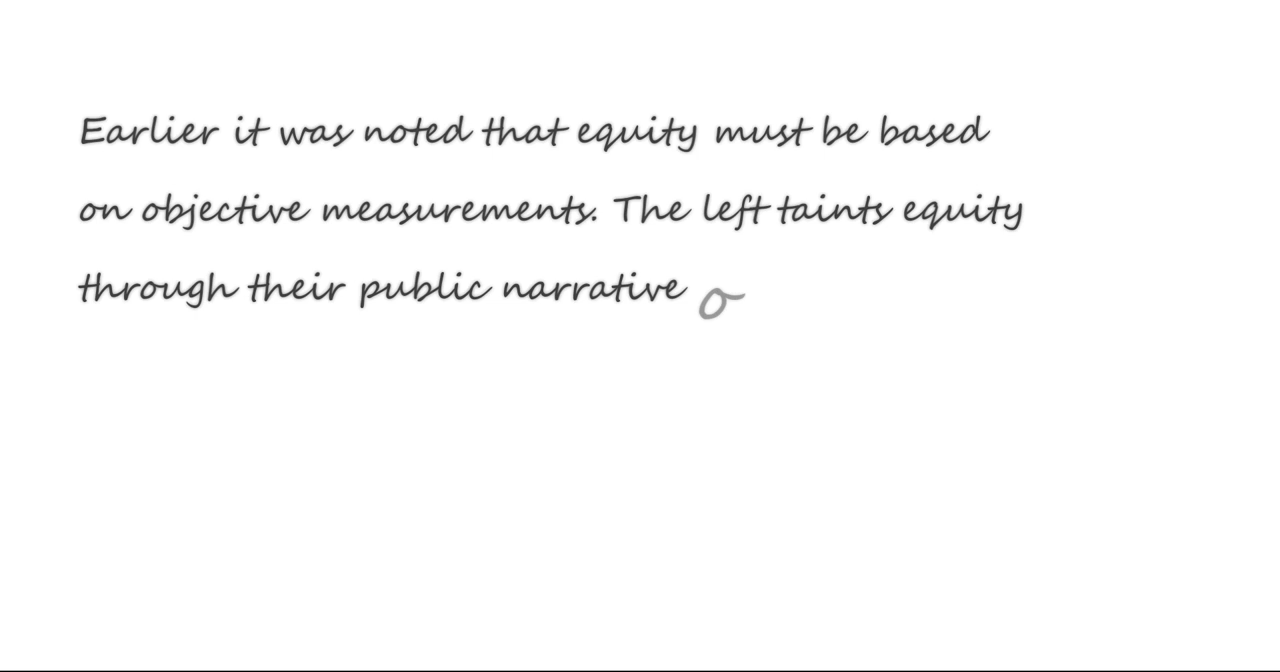 Earlier it was noted that equity must be based
on objective measurements. The left taints equity
through their public narrative o